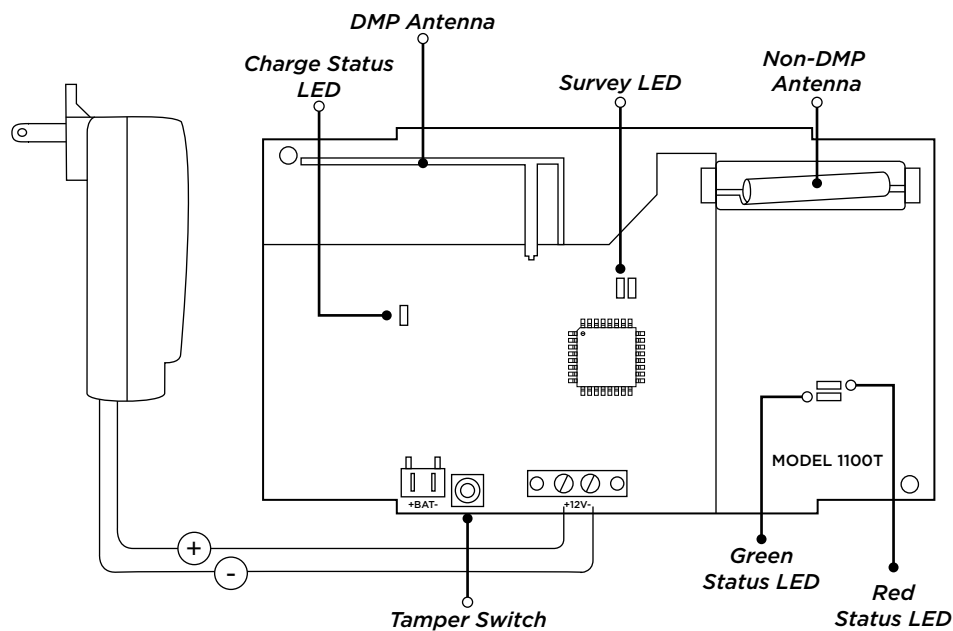 DMP Antenna
Charge Status
LED
Survey LED
Non-DMP
Antenna
MODEL 1100T
+BAT-
+12V-
+
-
Green
Status LED
Red
Status LED
Tamper Switch